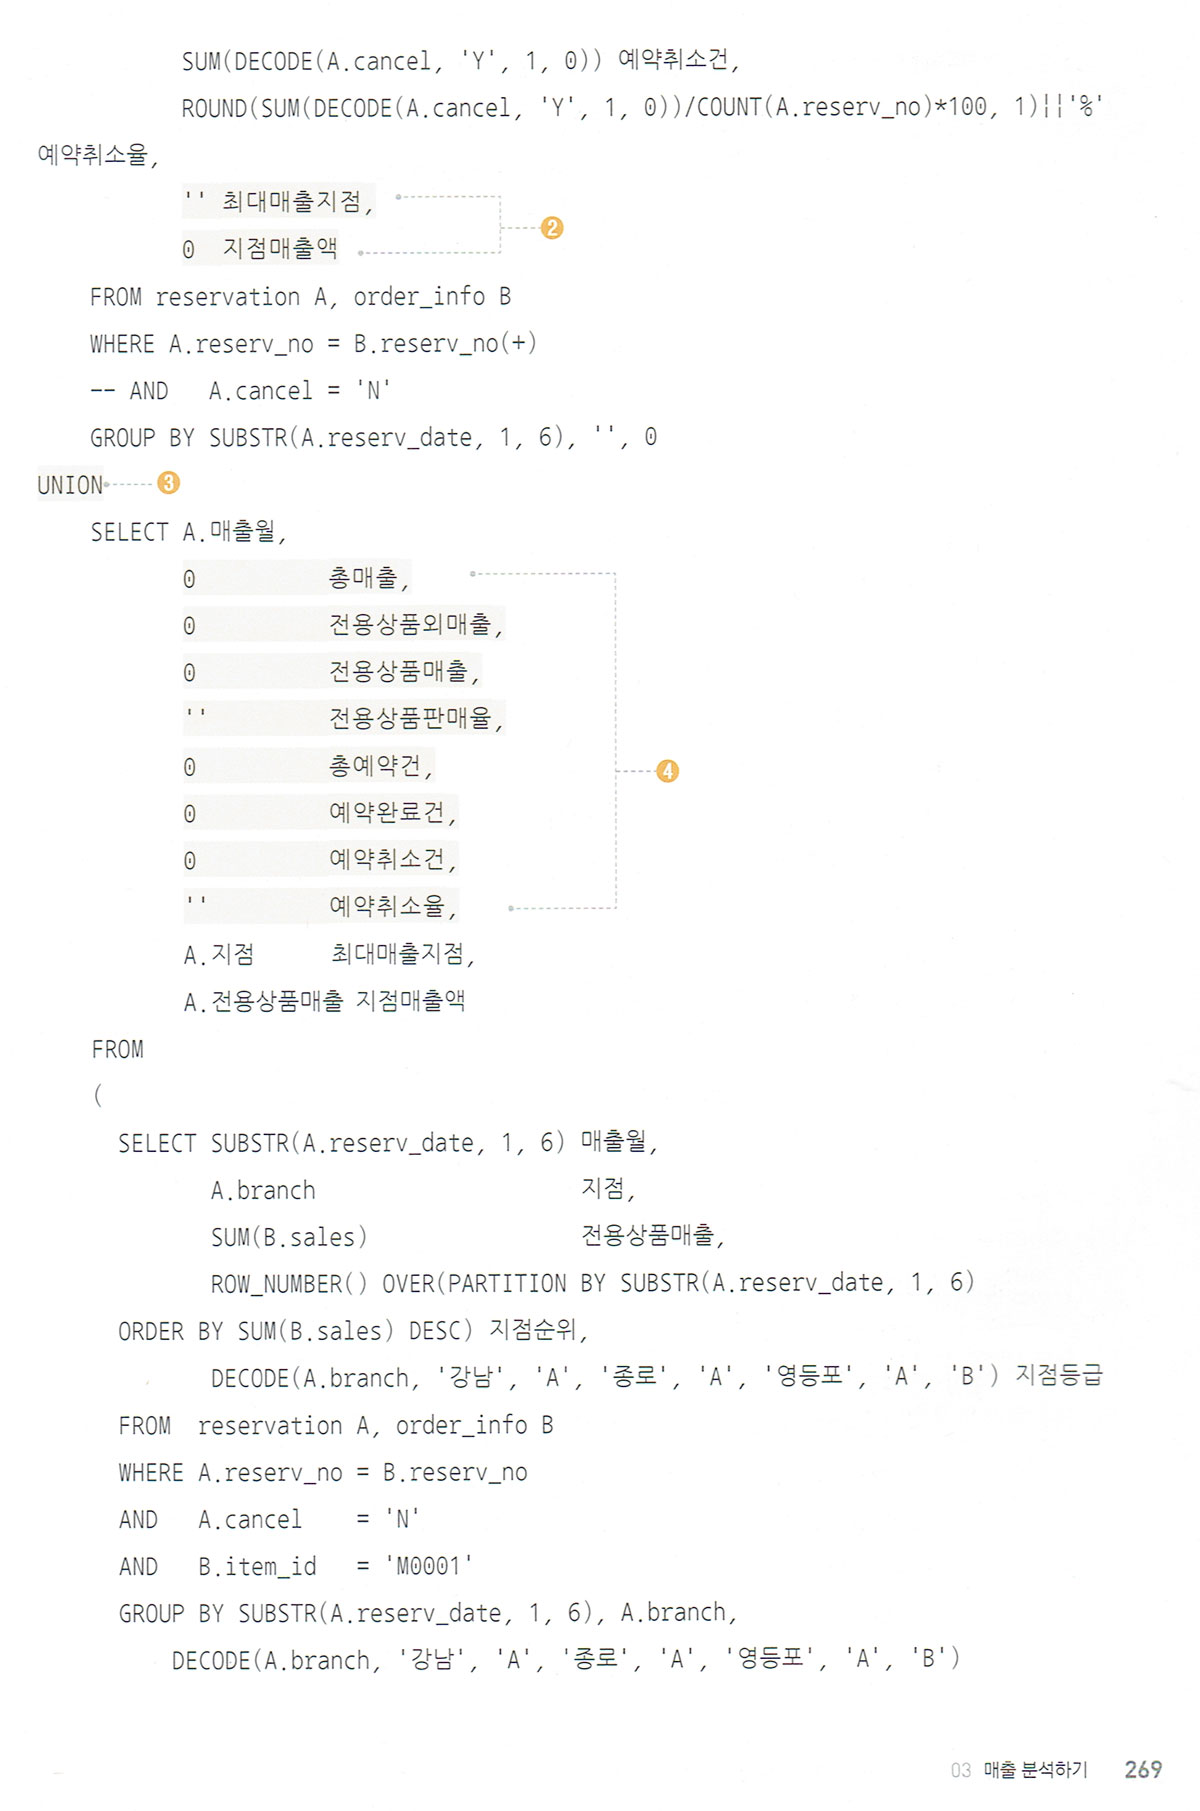 SUM(DECODE(A.cancel, 'Y', 1, 0)) 예약취소건,
ROUND(SUM(DECODE(A.cancel, 'Y', 1, 0))/COUNT(A.reserv_no)*100, 1)||'%'
예약취소율,
'' 최대매출지점,
0 지점매출액
❷
FROM reservation A, order_info B
WHERE A.reserv_no = B.reserv_no(+)
-- AND A.cancel = 'N'
GROUP BY SUBSTR(A.reserv_date, 1, 6), '', 0
UNION ❸
SELECT A.매출월,
0 총매출,
0 전용상품외매출,
0 전용상품매출,
'' 전용상품판매율,
0 총예약건,
❹
0 예약완료건,
0 예약취소건,
'' 예약취소율,
A.지점 최대매출지점,
A.전용상품매출 지점매출액
FROM
(
SELECT SUBSTR(A.reserv_date, 1, 6) 매출월,
A.branch 지점,
SUM(B.sales) 전용상품매출,
ROW_NUMBER() OVER(PARTITION BY SUBSTR(A.reserv_date, 1, 6)
ORDER BY SUM(B.sales) DESC) 지점순위,
DECODE(A.branch, '강남', 'A', '종로', 'A', '영등포', 'A', 'B') 지점등급
FROM reservation A, order_info B
WHERE A.reserv_no = B.reserv_no
AND A.cancel = 'N'
AND B.item_id = 'M0001'
GROUP BY SUBSTR(A.reserv_date, 1, 6), A.branch,
DECODE(A.branch, '강남', 'A', '종로', 'A', '영등포', 'A', 'B')
03 매출 분석하기 269